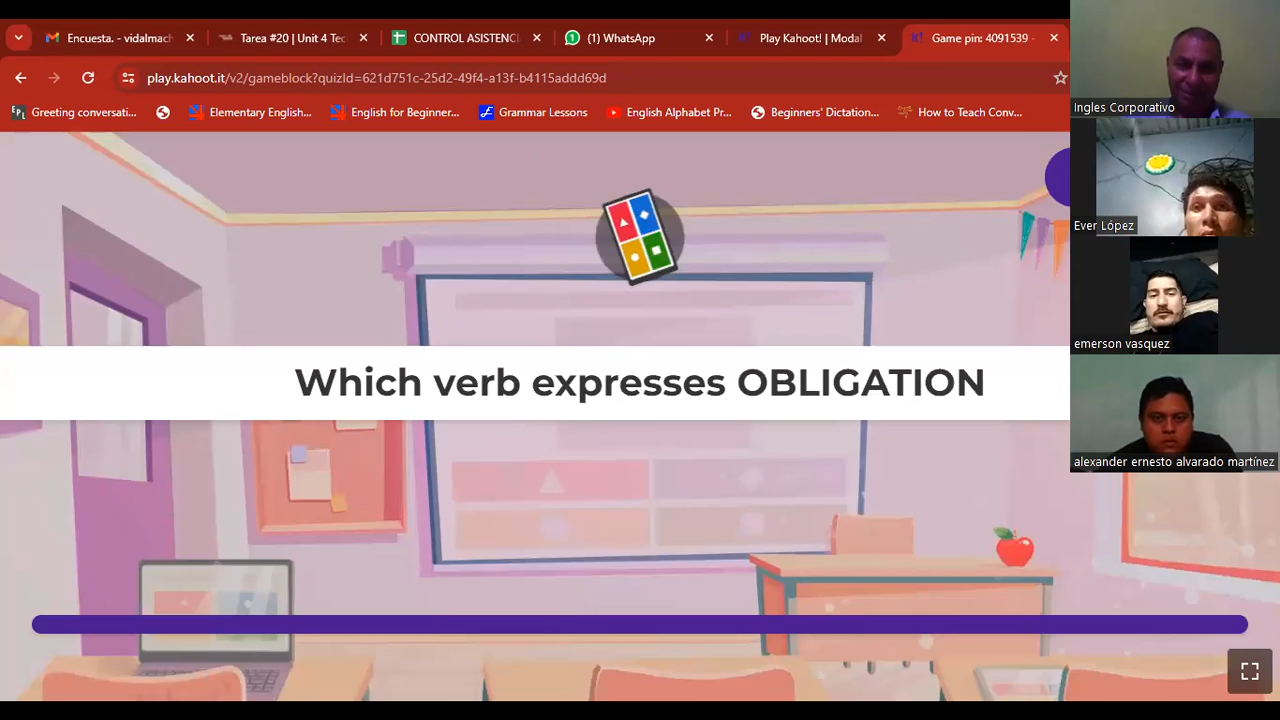 Encuesta. - vidalmach
Tarea #20 | Unit 4 Tec
CONTROL ASISTENCI
(1) WhatsApp
Play Kahoot! | Modal
Game pin: 4091539 -
play.kahoot.it/v2/gameblock?quizId=621d751c-25d2-49f4-a13f-b4115addd69d
Greeting conversati...
Elementary English...
English for Beginner...
Grammar Lessons
English Alphabet Pr...
Beginners' Dictation...
How to Teach Conv...
Ingles Corporativo
Ever López
emerson vasquez
Which verb expresses OBLIGATION
alexander ernesto alvarado martínez